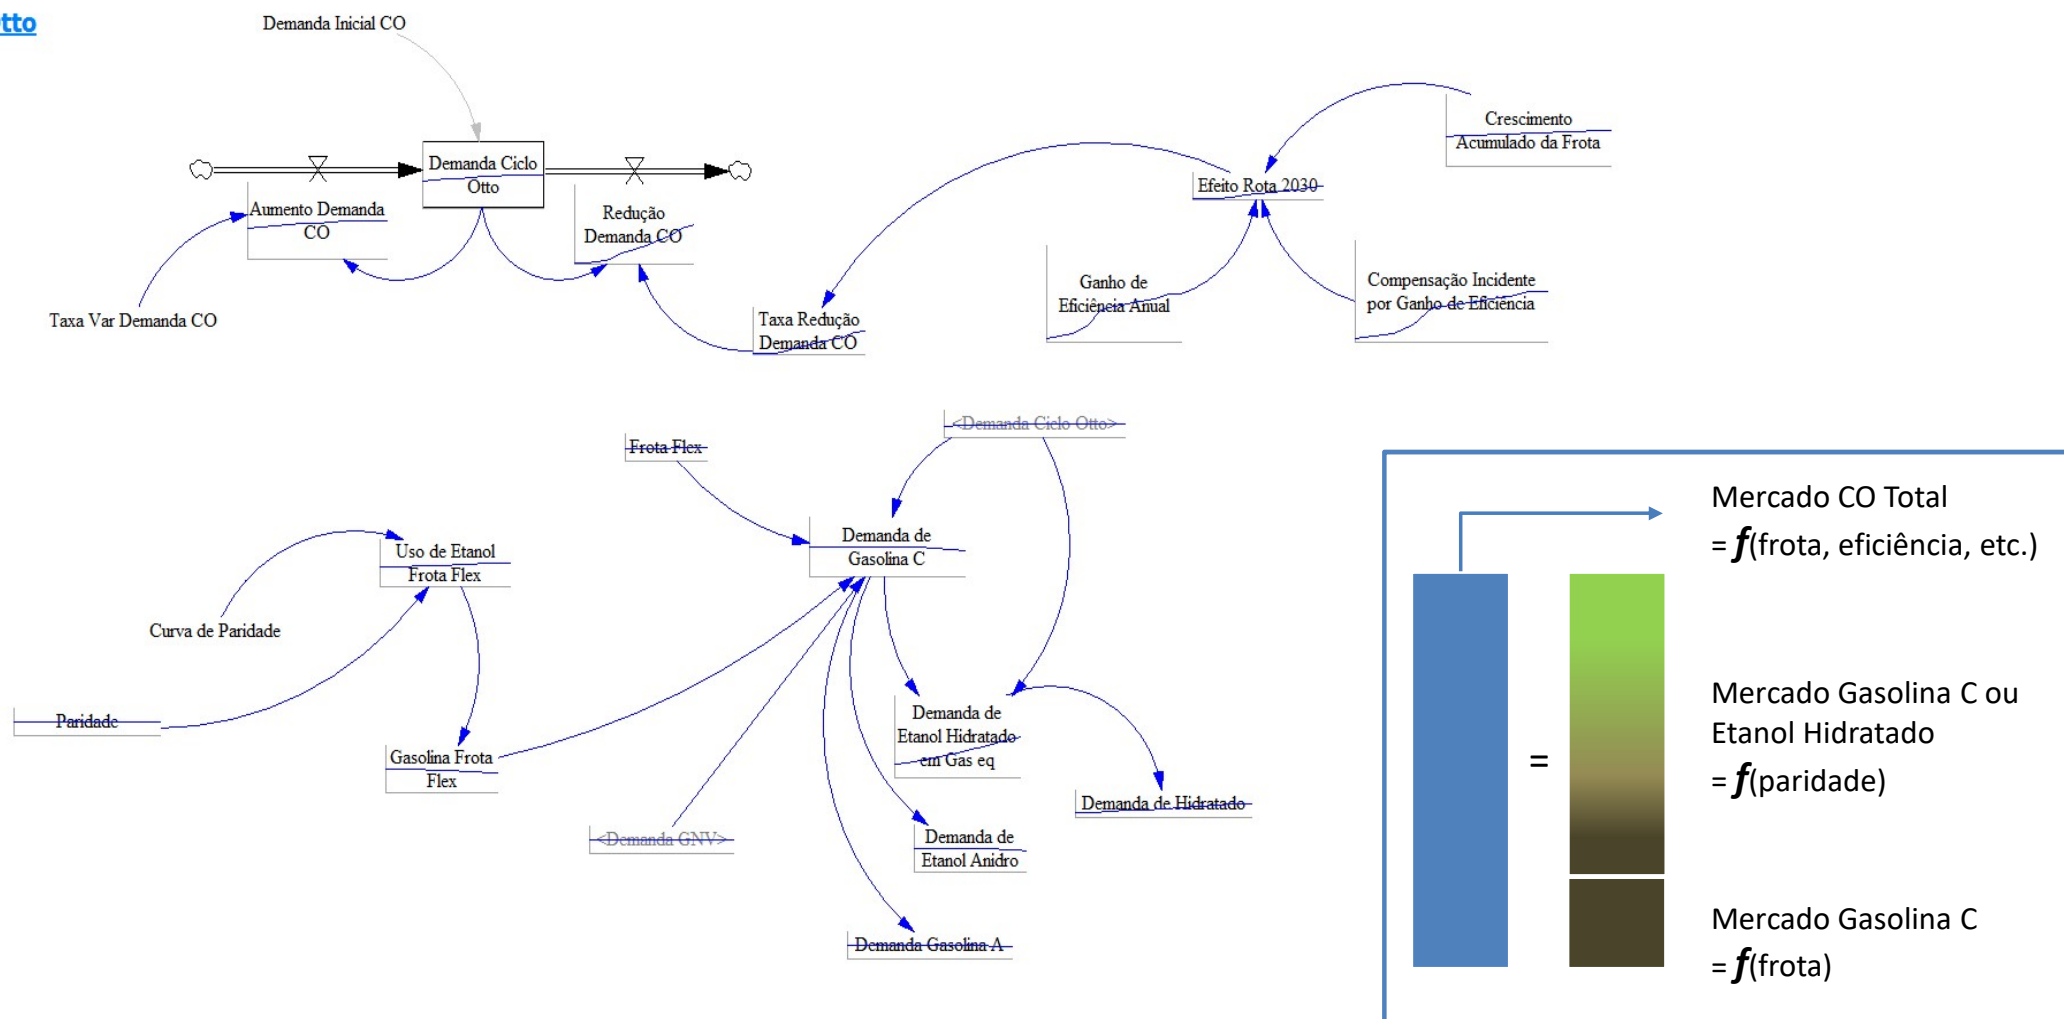 tto
Demanda Inicial CO
Demanda Ciclo
Otto
Aumento Demanda
CO
Redução
Demanda CO
Taxa Var Demanda CO
Taxa Redução
Demanda CO
Efeito Rota 2030
Crescimento
Acumulado da Frota
Ganho de
Eficiência Anual
Compensação Incidente
por Ganho de Eficiência
<Demanda Ciclo Otto>
Frota Flex
Demanda de
Gasolina C
Uso de Etanol
Frota Flex
Curva de Paridade
Paridade
Gasolina Frota
Flex
<Demanda GNV>
Demanda de
Etanol Hidratado
em Gas eq
Demanda de Hidratado
Demanda de
Etanol Anidro
Demanda Gasolina A
Mercado CO Total
= f(frota, eficiência, etc.)
=
Mercado Gasolina C ou
Etanol Hidratado
= f(paridade)
Mercado Gasolina C
= f(frota)